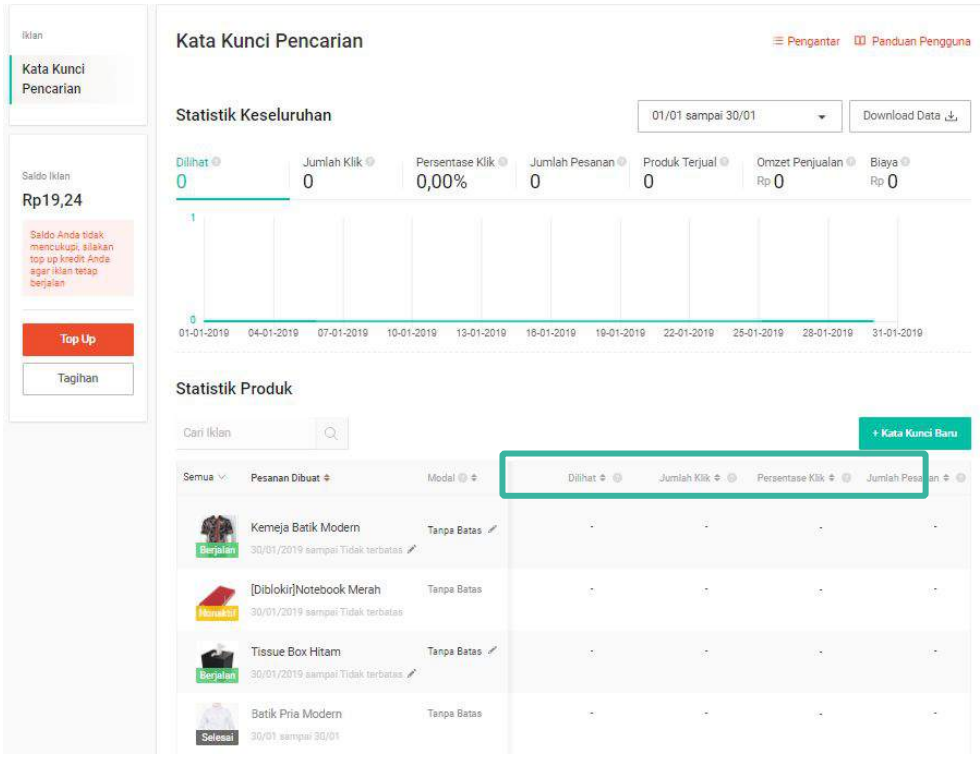 Iklan
Kata Kunci
Pencarian
Saldo Iklan
Rp19,24
Saldo Anda tidak
mencukupi, silakan
top up kredit Anda
agar iklan tetap
berjalan
Top Up
Tagihan
Kata Kunci Pencarian
Pengantar Panduan Pengguna
Statistik Keseluruhan
01/01 sampai 30/01 Download Data
Dilihat Jumlah Klik Persentase Klik Jumlah Pesanan Produk Terjual Omzet Penjualan Biaya
0 0 0,00% 0 0 Rp 0 Rp 0
1
0
01-01-2019 04-01-2019 07-01-2019 10-01-2019 13-01-2019 16-01-2019 19-01-2019 22-01-2019 25-01-2019 28-01-2019 31-01-2019
Statistik Produk
Cari Iklan + Kata Kunci Baru
Semua Pesanan Dibuat Modal Dilihat Jumlah Klik Persentase Klik Jumlah Pesanan
Kemeja Batik Modern Tanpa Batas - - - -
Berjalan 30/01/2019 sampai Tidak terbatas
[Diblokir]Notebook Merah Tanpa Batas - - - -
Nonaktif 30/01/2019 sampai Tidak terbatas
Tissue Box Hitam Tanpa Batas - - - -
Berjalan 30/01/2019 sampai Tidak terbatas
Batik Pria Modern Tanpa Batas - - - -
Selesai 30/01 sampai 30/01